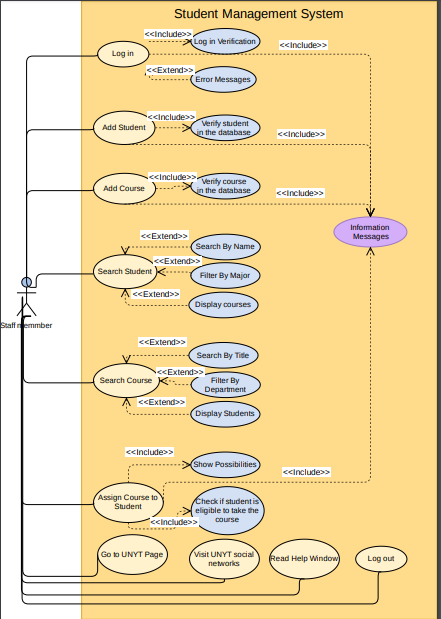 Student Management System
<<Include>>
Log in Verification
<<Include>>
Log in
<<Extend>>
Error Messages
<<Include>>
Add Student
Verify student
in the database
<<Include>>
<<Include>>
Add Course
Verify course
in the database
<<Include>>
Information
Messages
<<Extend>>
Search By Name
<<Extend>>
Search Student
Filter By Major
<<Extend>>
Display courses
Staff memmber
<<Extend>>
Search By Title
<<Extend>>
Search Course
Filter By
Department
<<Extend>>
Display Students
<<Include>>
Show Possibilities
<<Include>>
Assign Course to
Student
Check if student is
eligible to take the
course
<<Include>>
Go to UNYT Page
Visit UNYT social
networks
Read Help Window
Log out